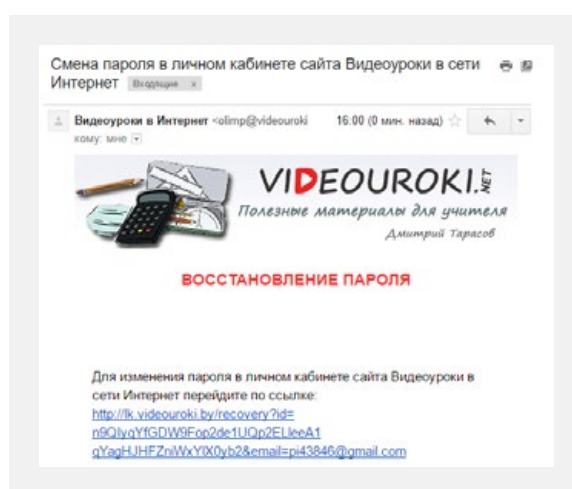 Смена пароля в личном кабинете сайта Видеоуроки в сети
Интернет Входящие x
Видеоуроки в Интернет <olimp@videouroki 16:00 (0 мин. назад)
кому: мне
VIDEOUROKI.NET
Полезные материалы для учителя
Дмитрий Тарасов
ВОССТАНОВЛЕНИЕ ПАРОЛЯ
Для изменения пароля в личном кабинете сайта Видеоуроки в
сети Интернет перейдите по ссылке:
http://lk.videouroki.by/recovery?id=
n9QIyqYfGDW9Fop2de1UQp2ELleeA1
qYagHJHFZniWxYlX0yb2&email=pi43846@gmail.com